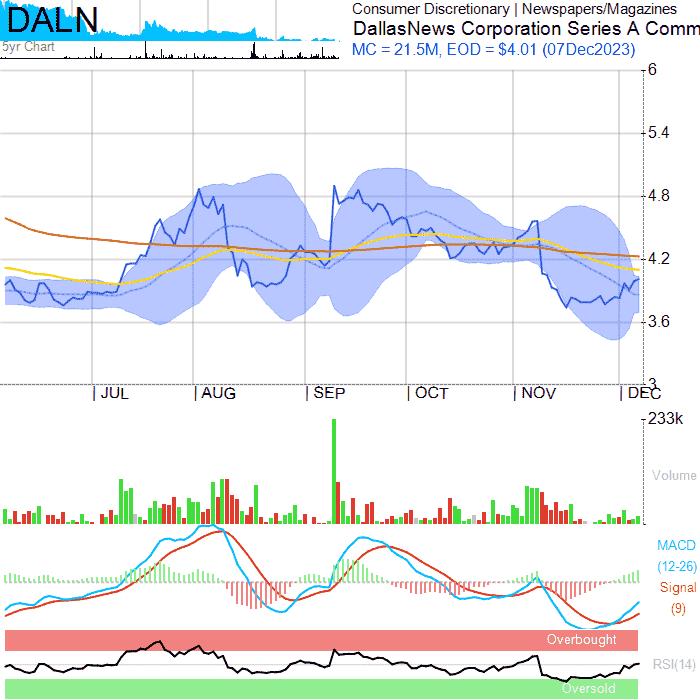 DALN
5yr Chart
Consumer Discretionary | Newspapers/Magazines
DallasNews Corporation Series A Comm
MC = 21.5M, EOD = $4.01 (07Dec2023)
6
5.4
4.8
4.2
3.6
3
JUL AUG SEP OCT NOV DEC
233k
Volume
MACD
(12-26)
Signal
(9)
Overbought
RSI(14)
Oversold